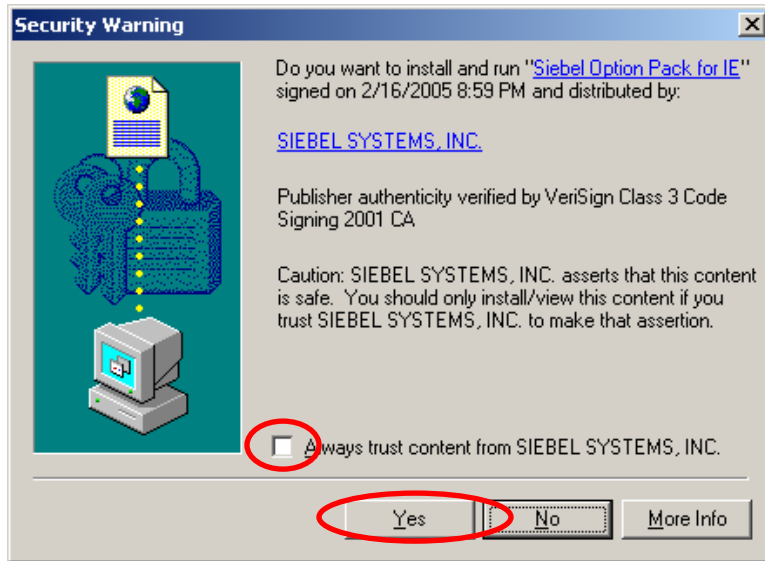 Security Warning
Do you want to install and run "Siebel Option Pack for IE"
signed on 2/16/2005 8:59 PM and distributed by:
SIEBEL SYSTEMS, INC.
Publisher authenticity verified by VeriSign Class 3 Code
Signing 2001 CA
Caution: SIEBEL SYSTEMS, INC. asserts that this content
is safe. You should only install/view this content if you
trust SIEBEL SYSTEMS, INC. to make that assertion.
Always trust content from SIEBEL SYSTEMS, INC.
Yes No More Info